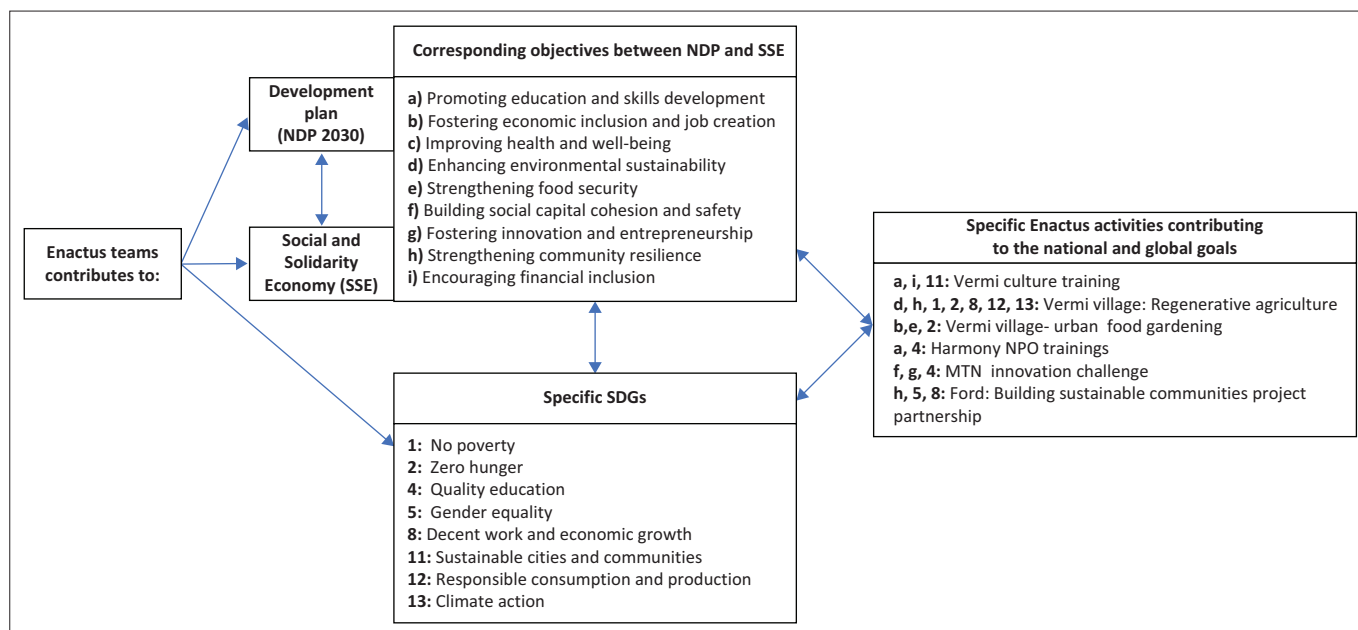 Enactus teams
contributes to:
Development
plan
(NDP 2030)
Social and
Solidarity
Economy (SSE)
Corresponding objectives between NDP and SSE
a) Promoting education and skills development
b) Fostering economic inclusion and job creation
c) Improving health and well-being
d) Enhancing environmental sustainability
e) Strengthening food security
f) Building social capital cohesion and safety
g) Fostering innovation and entrepreneurship
h) Strengthening community resilience
i) Encouraging financial inclusion
Specific SDGs
1: No poverty
2: Zero hunger
4: Quality education
5: Gender equality
8: Decent work and economic growth
11: Sustainable cities and communities
12: Responsible consumption and production
13: Climate action
Specific Enactus activities contributing
to the national and global goals
a, i, 11: Vermi culture training
d, h, 1, 2, 8, 12, 13: Vermi village: Regenerative agriculture
b,e, 2: Vermi village- urban food gardening
a, 4: Harmony NPO trainings
f, g, 4: MTN innovation challenge
h, 5, 8: Ford: Building sustainable communities project
partnership